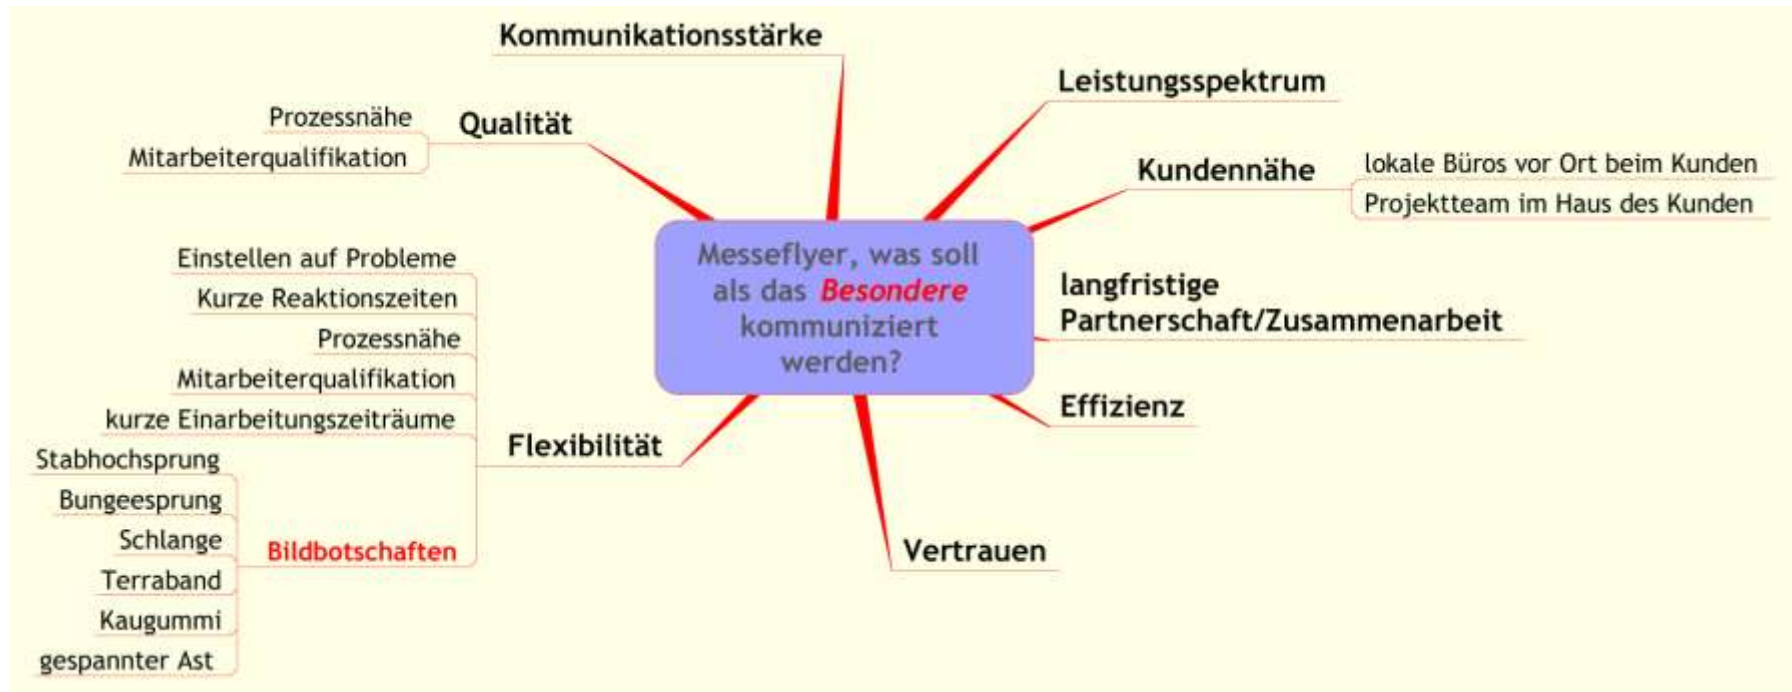 Kommunikationsstärke
Leistungsspektrum
Prozessnähe
Qualität
Mitarbeiterqualifikation
Kundennähe
lokale Büros vor Ort beim Kunden
Projektteam im Haus des Kunden
Messeflyer, was soll
als das Besondere
kommuniziert
werden?
langfristige
Partnerschaft/Zusammenarbeit
Effizienz
Vertrauen
Flexibilität
Einstellen auf Probleme
Kurze Reaktionszeiten
Prozessnähe
Mitarbeiterqualifikation
kurze Einarbeitungszeiträume
Bildbotschaften
Stabhochsprung
Bungeesprung
Schlange
Terraband
Kaugummi
gespannter Ast